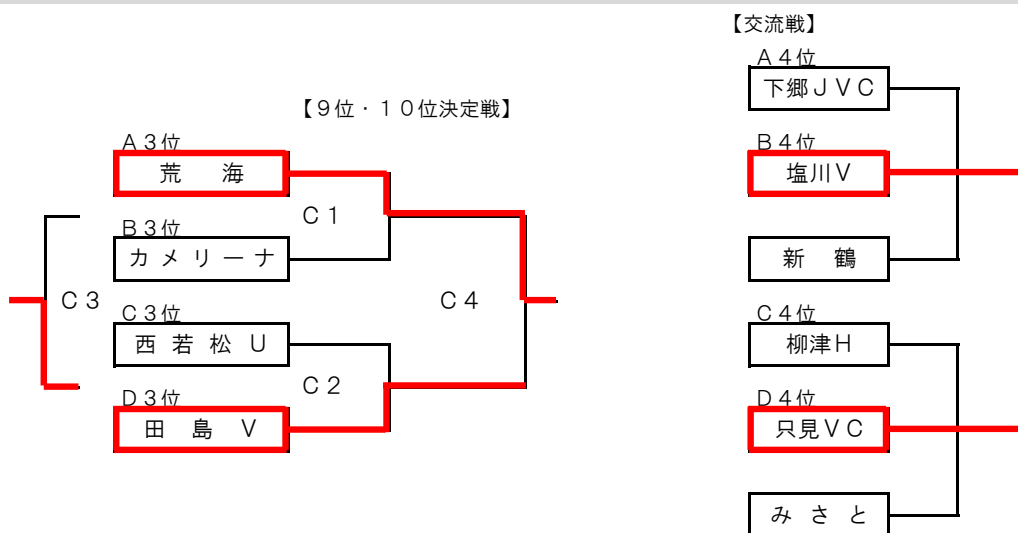 【9位・１０位決定戦】
Ａ３位
荒　海
Ｃ１
Ｂ３位
カメリーナ
Ｃ３
Ｃ４
Ｃ３位
西若松Ｕ
Ｃ２
Ｄ３位
田島Ｖ
【交流戦】
Ａ４位
下郷ＪＶＣ
Ｂ４位
塩川Ｖ
新　鶴
Ｃ４位
柳津Ｈ
Ｄ４位
只見ＶＣ
みさと